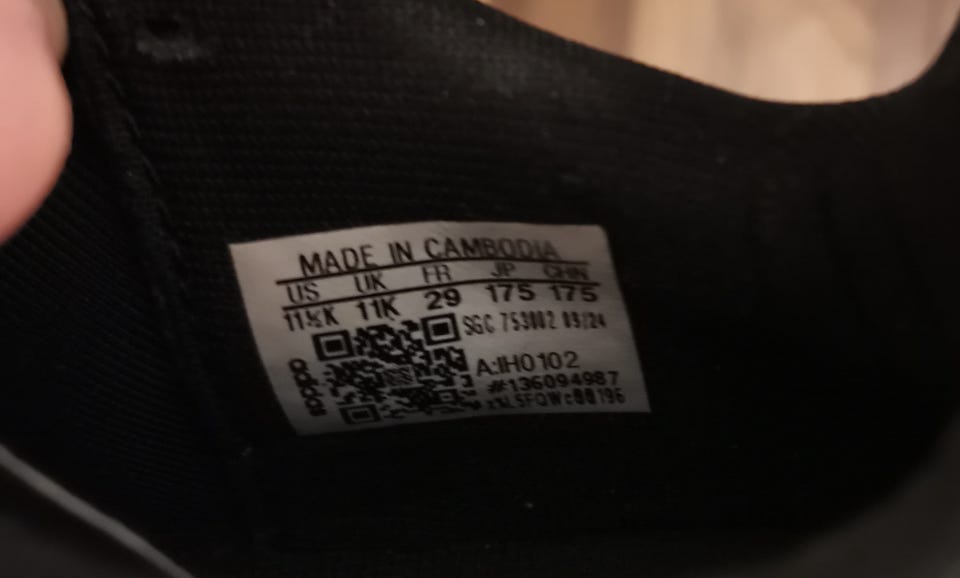 MADE IN CAMBODIA
US UK FR JP CHN
11½K 11K 29 175 175
SGC 753002 09/24
A:IH0102
#136094987
adidas